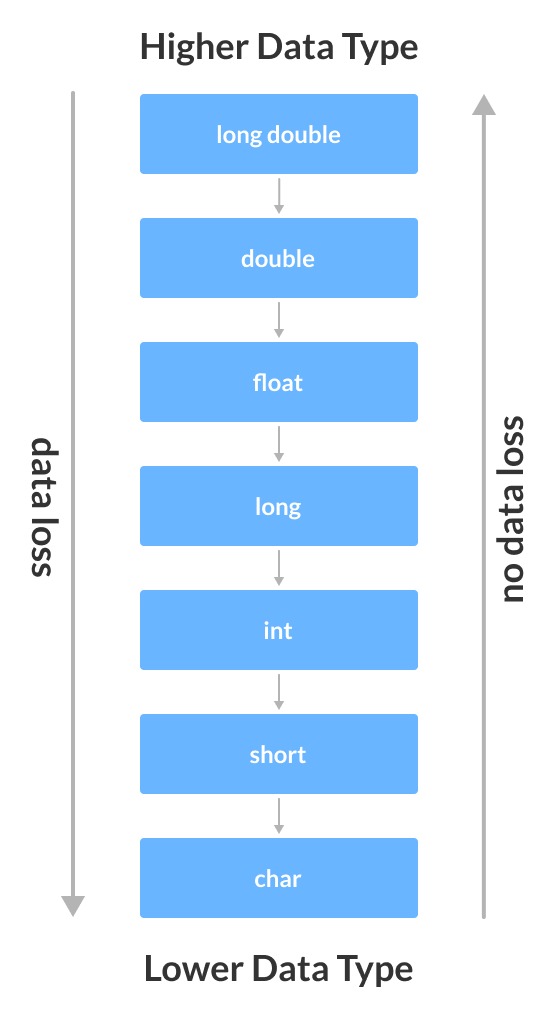 Higher Data Type
long double
double
float
long
int
short
char
data loss
no data loss
Lower Data Type